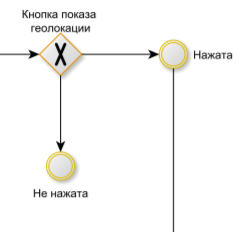 Кнопка показа
геолокации
Нажата
Не нажата